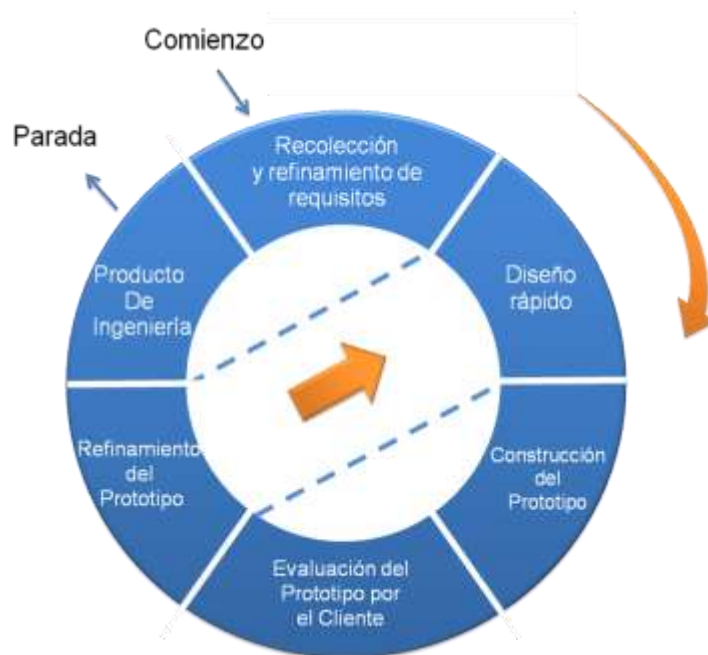 Comienzo
Parada
Recolección
y refinamiento de
requisitos
Diseño
rápido
Construcción
del
Prototipo
Evaluación del
Prototipo por
el Cliente
Refinamiento
del
Prototipo
Producto
De
Ingeniería